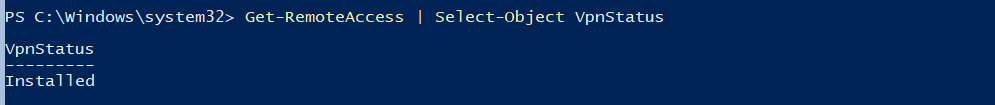 PS C:\Windows\system32> Get-RemoteAccess | Select-Object VpnStatus
VpnStatus
---------
Installed